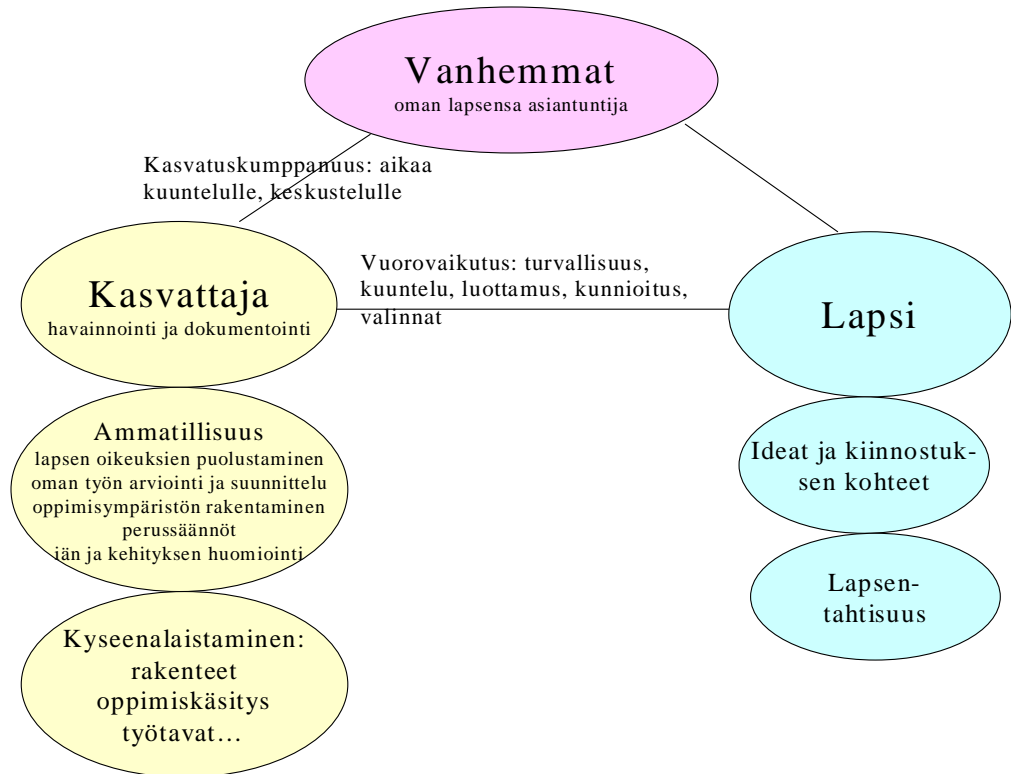 Vanhemmat
oman lapsensa asiantuntija
Kasvatuskumppanuus: aikaa
kuuntelulle, keskustelulle
Kasvattaja
havainnointi ja dokumentointi
Vuorovaikutus: turvallisuus,
kuuntelu, luottamus, kunnioitus,
valinnat
Lapsi
Ammatillisuus
lapsen oikeuksien puolustaminen
oman työn arviointi ja suunnittelu
oppimisympäristön rakentaminen
perussäännöt
iän ja kehityksen huomiointi
Ideat ja kiinnostuk-
sen kohteet
Lapsen-
tahtisuus
Kyseenalaistaminen:
rakenteet
oppimiskäsitys
työtavat…